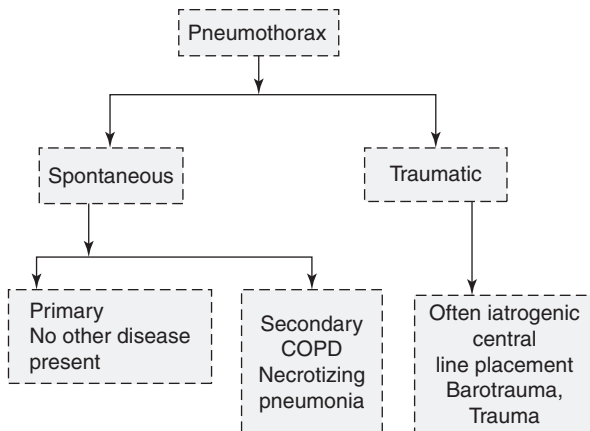 Pneumothorax
Spontaneous
Traumatic
Primary
No other disease
present
Secondary
COPD
Necrotizing
pneumonia
Often iatrogenic
central
line placement
Barotrauma,
Trauma